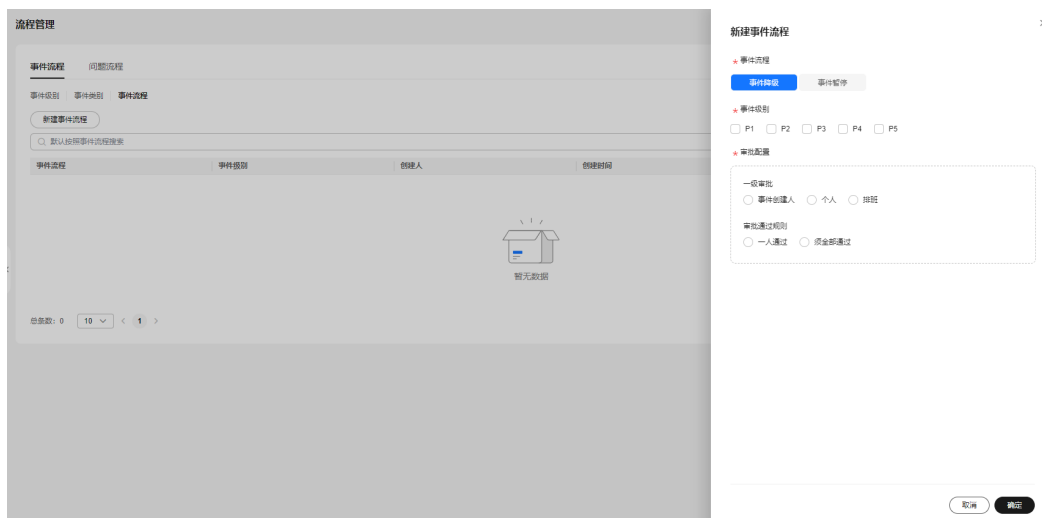 流程管理
事件流程 问题流程
事件级别 事件类别 事件流程
新建事件流程
默认按照事件流程搜索
事件流程 事件级别 创建人 创建时间
暂无数据
总条数：0 10 1
新建事件流程
* 事件流程
事件降级 事件暂停
* 事件级别
P1 P2 P3 P4 P5
* 审批配置
一级审批
事件创建人 个人 排班
审批通过规则
一人通过 须全部通过
取消 确定